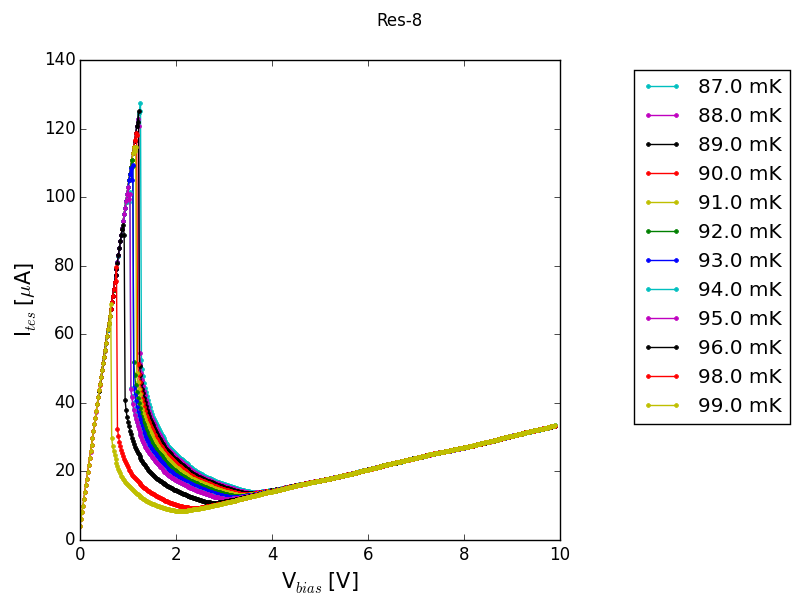 Res-8
140
120
100
80
60
40
20
0
I_tes [μA]
0 2 4 6 8 10
V_bias [V]
87.0 mK
88.0 mK
89.0 mK
90.0 mK
91.0 mK
92.0 mK
93.0 mK
94.0 mK
95.0 mK
96.0 mK
98.0 mK
99.0 mK